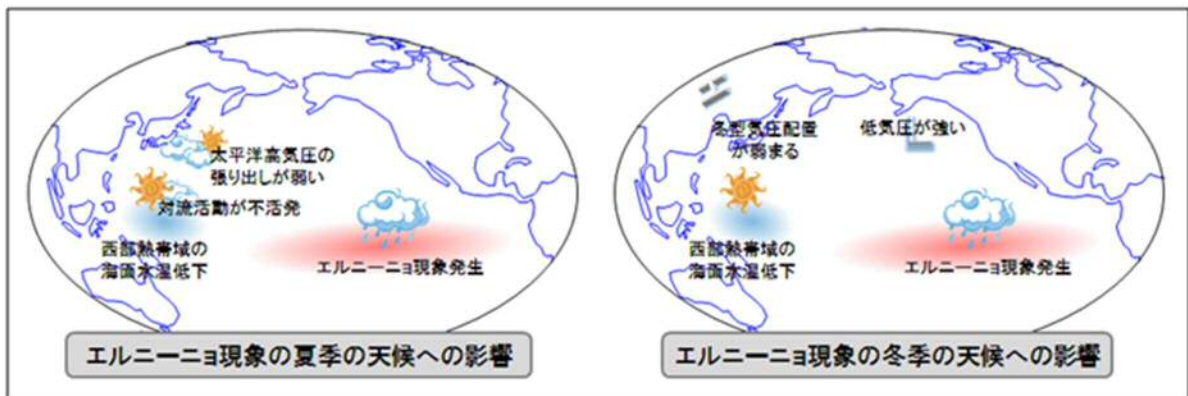 太平洋高気圧の
張り出しが弱い
対流活動が不活発
西部熱帯域の
海面水温低下
エルニーニョ現象発生
エルニーニョ現象の夏季の天候への影響
冬型気圧配置
が弱まる
低気圧が強い
西部熱帯域の
海面水温低下
エルニーニョ現象発生
エルニーニョ現象の冬季の天候への影響